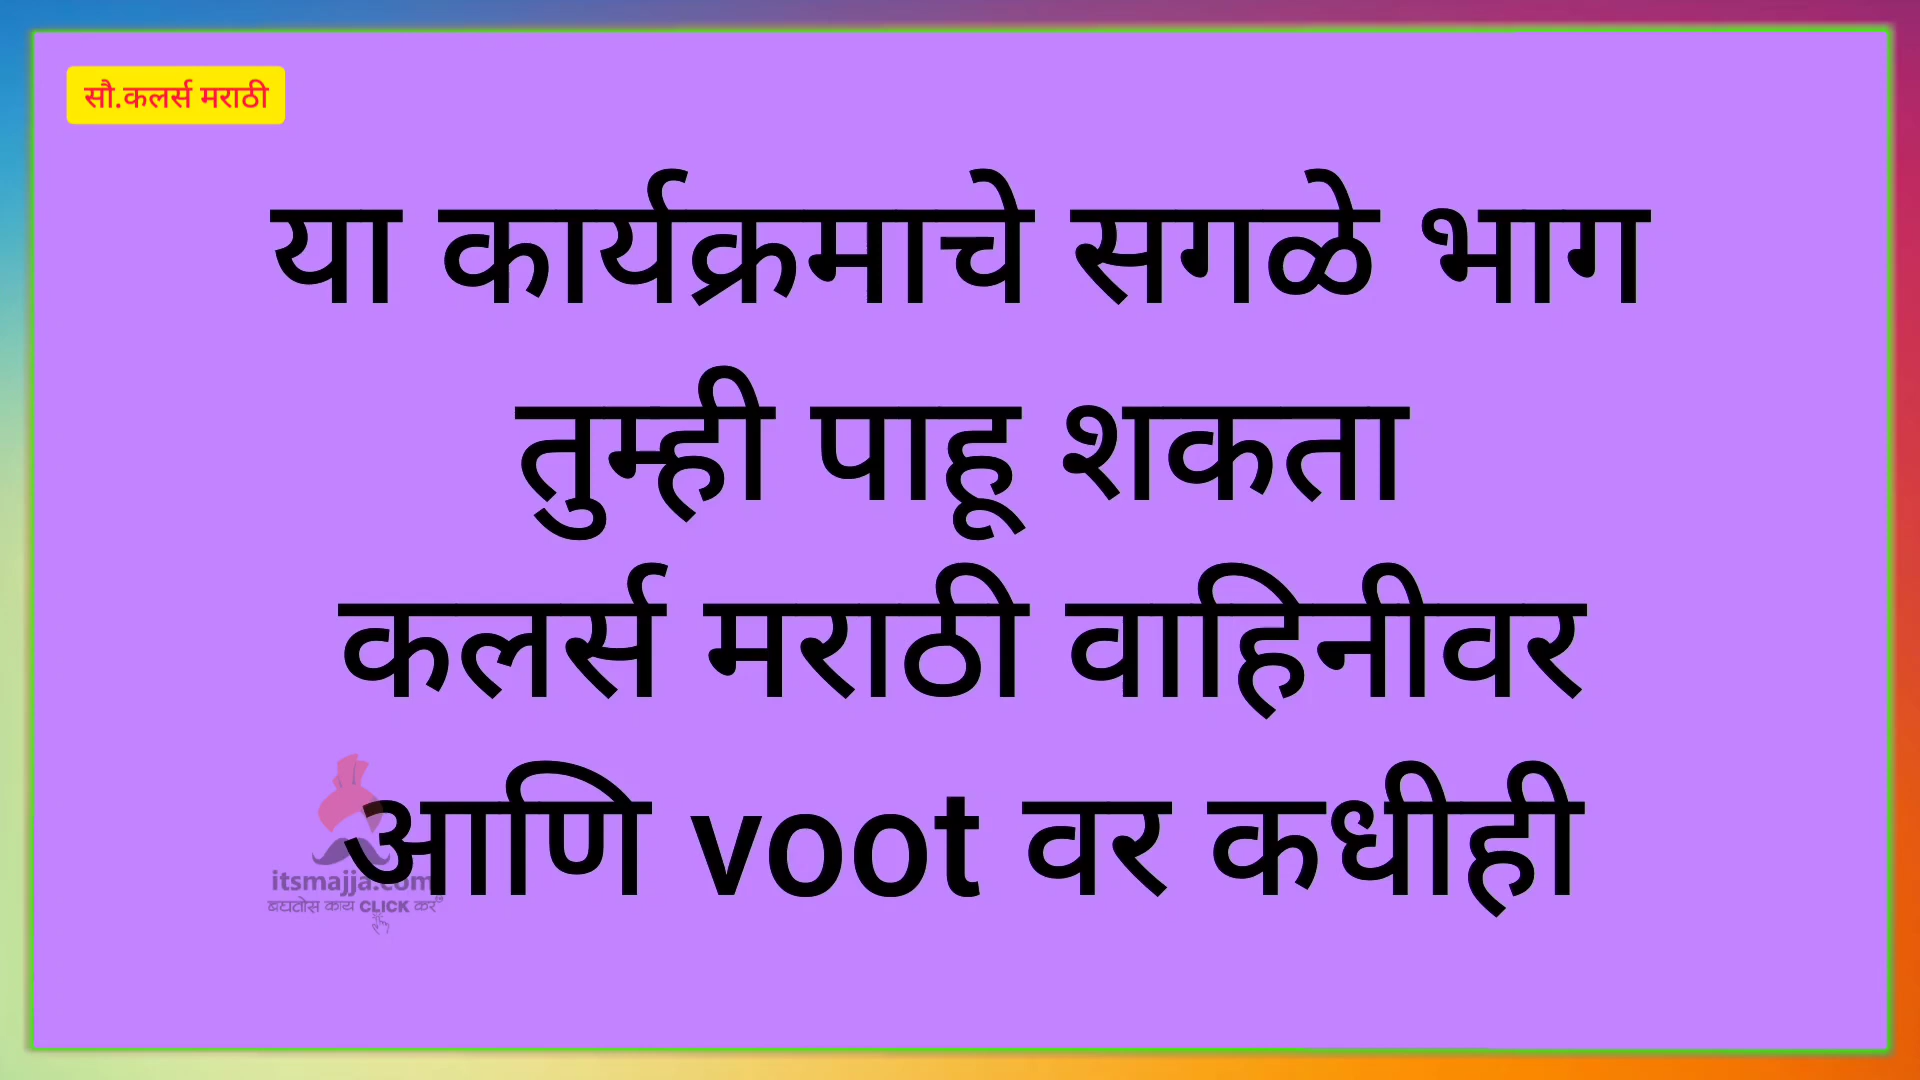 सौ.कलर्स मराठी
या कार्यक्रमाचे सगळे भाग
तुम्ही पाहू शकता
कलर्स मराठी वाहिनीवर
आणि voot वर कधीही
itsmajja.com
बघतोस काय CLICK कर